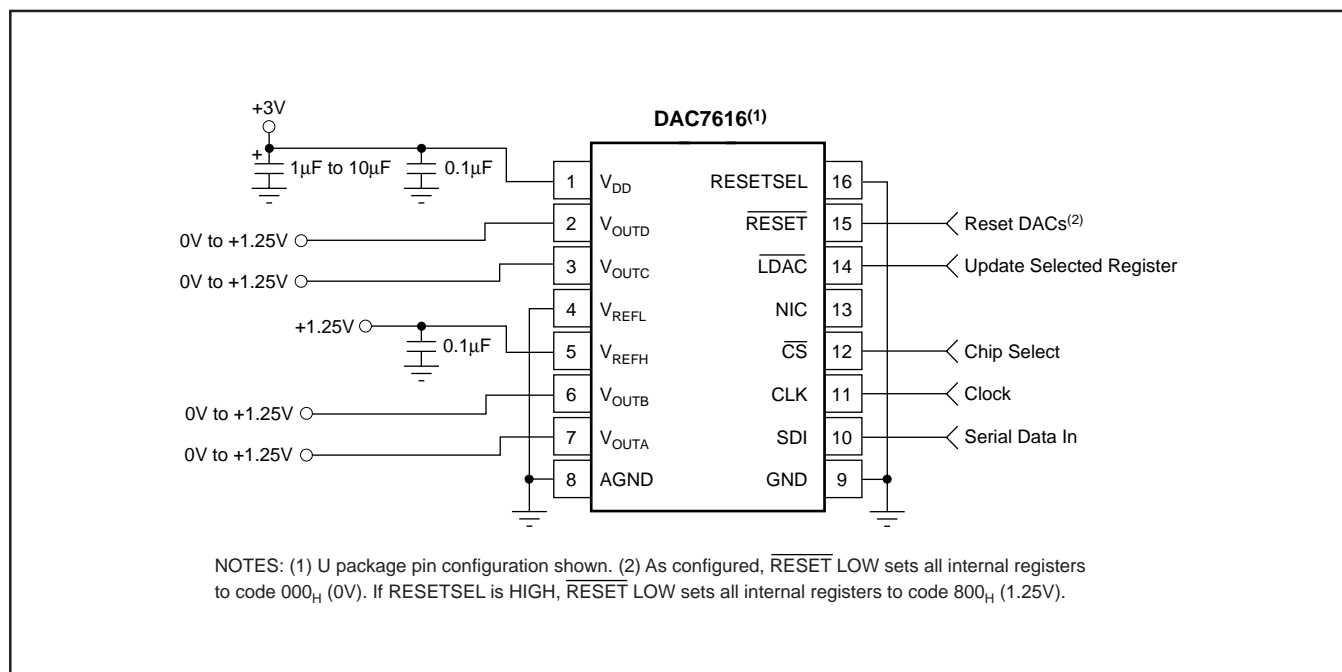 DAC7616(1)
+3V
+
1µF to 10µF
0.1µF
0V to +1.25V
0V to +1.25V
+1.25V
0.1µF
0V to +1.25V
0V to +1.25V
1 VDD
2 VOUTD
3 VOUTC
4 VREFL
5 VREFH
6 VOUTB
7 VOUTA
8 AGND
RESETSEL 16
RESET 15 Reset DACs(2)
LDAC 14 Update Selected Register
NIC 13
CS 12 Chip Select
CLK 11 Clock
SDI 10 Serial Data In
GND 9
NOTES: (1) U package pin configuration shown. (2) As configured, RESET LOW sets all internal registers
to code 000H (0V). If RESETSEL is HIGH, RESET LOW sets all internal registers to code 800H (1.25V).